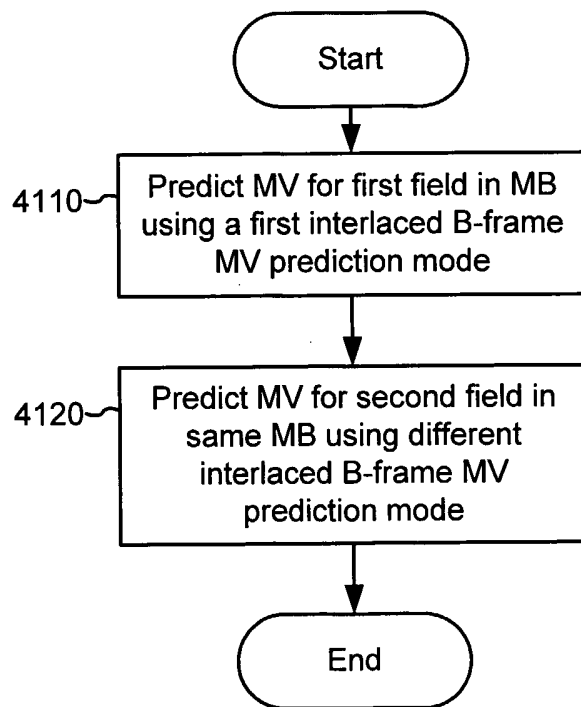 Start
4110
Predict MV for first field in MB
using a first interlaced B-frame
MV prediction mode
4120
Predict MV for second field in
same MB using different
interlaced B-frame MV
prediction mode
End